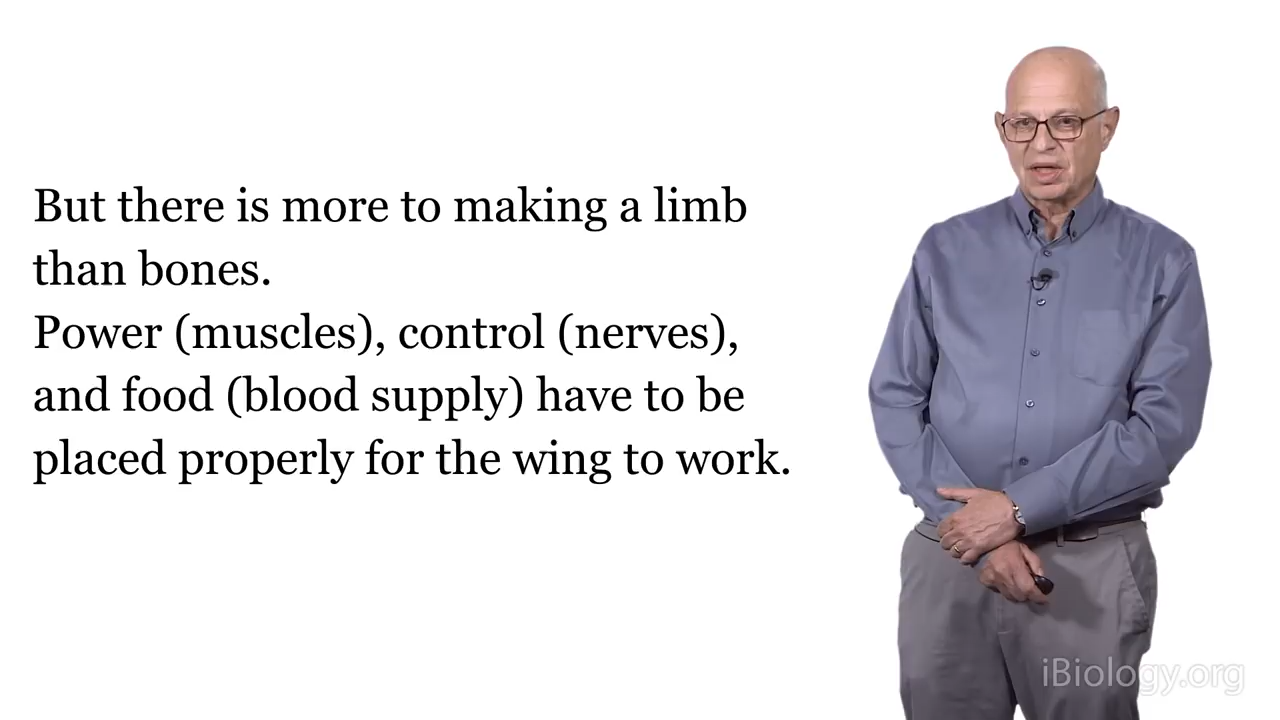 But there is more to making a limb
than bones.
Power (muscles), control (nerves),
and food (blood supply) have to be
placed properly for the wing to work.
iBiology.org